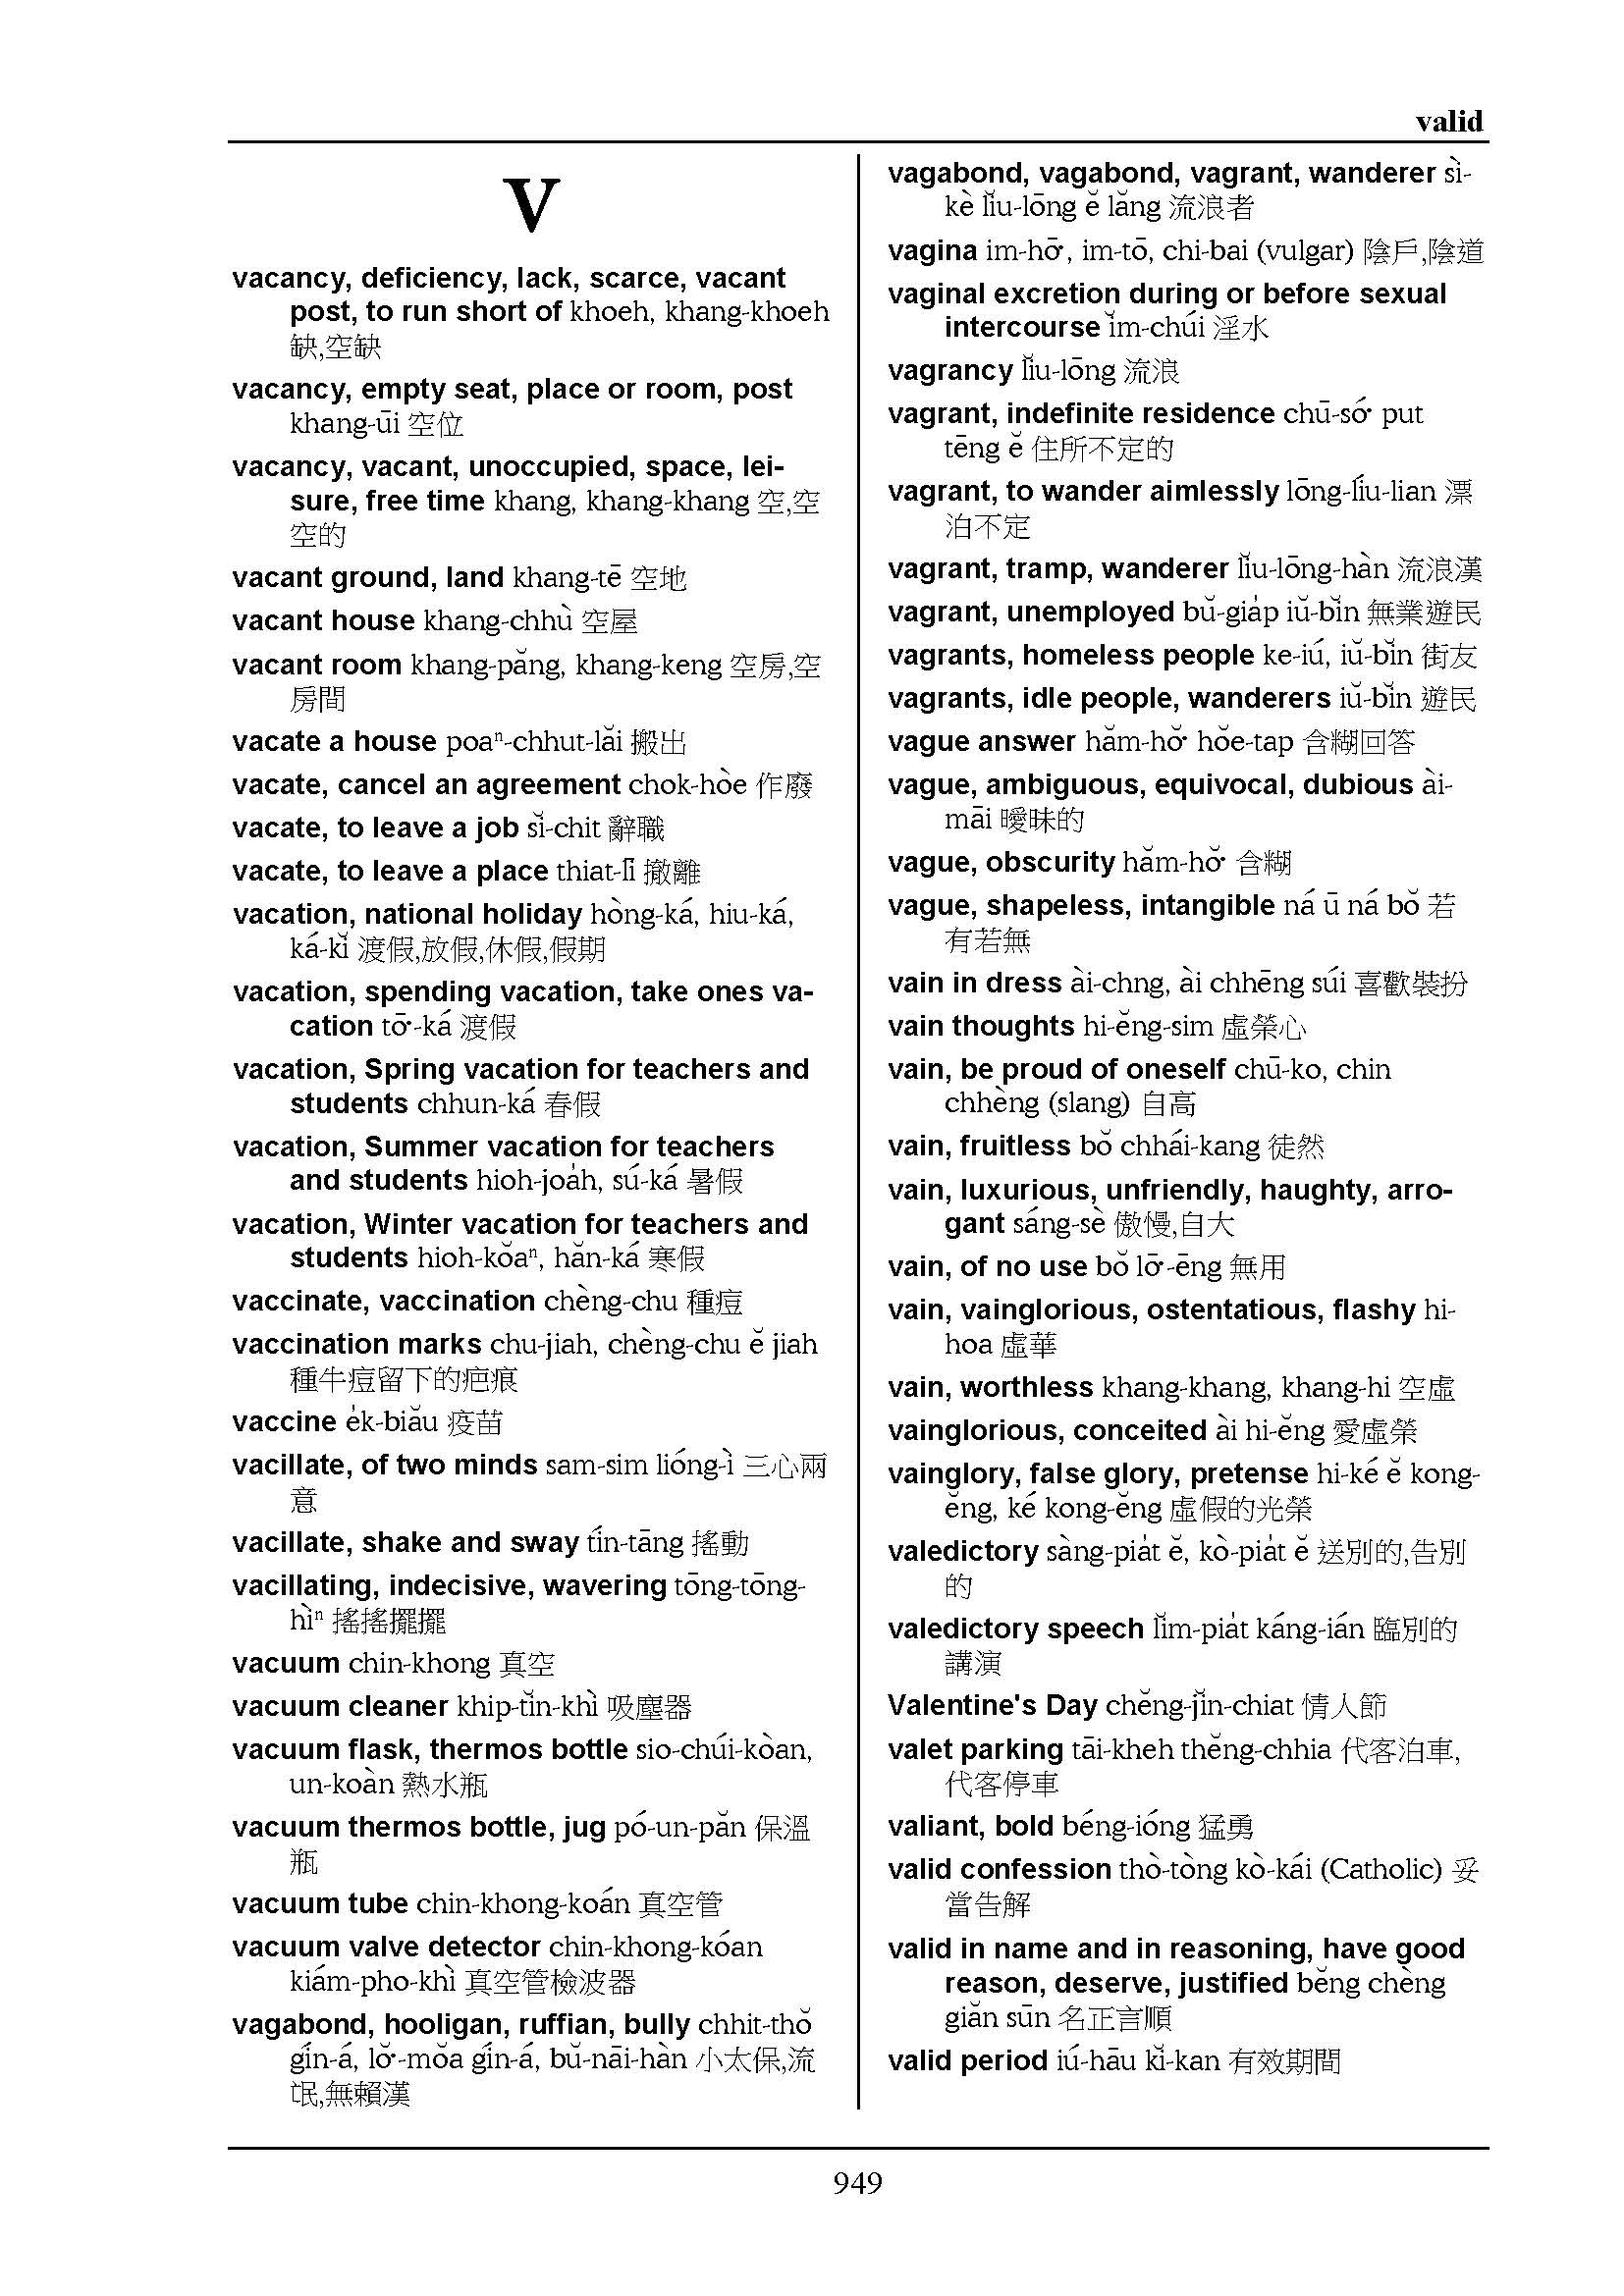 valid
V
vacancy, deficiency, lack, scarce, vacant
post, to run short of khoeh, khang-khoeh
缺,空缺
vacancy, empty seat, place or room, post
khang-ūi 空位
vacancy, vacant, unoccupied, space, lei-
sure, free time khang, khang-khang 空,空
空的
vacant ground, land khang-tē 空地
vacant house khang-chhù 空屋
vacant room khang-păng, khang-keng 空房,空
房間
vacate a house poaⁿ-chhut-lăi 搬出
vacate, cancel an agreement chok-hòe 作廢
vacate, to leave a job sĭ-chit 辭職
vacate, to leave a place thiat-lī 撤離
vacation, national holiday hòng-ká, hiu-ká,
ká-kĭ 渡假,放假,休假,假期
vacation, spending vacation, take ones va-
cation tō͘-ká 渡假
vacation, Spring vacation for teachers and
students chhun-ká 春假
vacation, Summer vacation for teachers
and students hioh-joa̍h, sú-ká 暑假
vacation, Winter vacation for teachers and
students hioh-kŏaⁿ, hăn-ká 寒假
vaccinate, vaccination chèng-chu 種痘
vaccination marks chu-jiah, chèng-chu ĕ jiah
種牛痘留下的疤痕
vaccine e̍k-biău 疫苗
vacillate, of two minds sam-sim lióng-ì 三心兩
意
vacillate, shake and sway tín-tāng 搖動
vacillating, indecisive, wavering tōng-tōng-
hìⁿ 搖搖擺擺
vacuum chin-khong 真空
vacuum cleaner khip-tĭn-khì 吸塵器
vacuum flask, thermos bottle sio-chúi-kòan,
un-koàn 熱水瓶
vacuum thermos bottle, jug pó-un-păn 保溫
瓶
vacuum tube chin-khong-koán 真空管
vacuum valve detector chin-khong-kóan
kiám-pho-khì 真空管檢波器
vagabond, hooligan, ruffian, bully chhit-thŏ
gín-á, lŏ͘-mŏa gín-á, bŭ-nāi-hàn 小太保,流
氓,無賴漢
vagabond, vagabond, vagrant, wanderer sì-
kè lĭu-lōng ĕ lăng 流浪者
vagina im-hō͘, im-tō, chi-bai (vulgar) 陰戶,陰道
vaginal excretion during or before sexual
intercourse ĭm-chúi 淫水
vagrancy lĭu-lōng 流浪
vagrant, indefinite residence chū-só͘ put
tēng ĕ 住所不定的
vagrant, to wander aimlessly lōng-líu-lian 漂
泊不定
vagrant, tramp, wanderer lĭu-lōng-hàn 流浪漢
vagrant, unemployed bŭ-gia̍p iŭ-bĭn 無業遊民
vagrants, homeless people ke-iú, iŭ-bĭn 街友
vagrants, idle people, wanderers iŭ-bĭn 遊民
vague answer hăm-hŏ͘ hŏe-tap 含糊回答
vague, ambiguous, equivocal, dubious ài-
māi 曖昧的
vague, obscurity hăm-hŏ͘ 含糊
vague, shapeless, intangible ná ū ná bŏ 若
有若無
vain in dress ài-chng, ài chhēng súi 喜歡裝扮
vain thoughts hi-ĕng-sim 虛榮心
vain, be proud of oneself chū-ko, chin
chhèng (slang) 自高
vain, fruitless bŏ chhái-kang 徒然
vain, luxurious, unfriendly, haughty, arro-
gant sáng-sè 傲慢,自大
vain, of no use bŏ lō͘-ēng 無用
vain, vainglorious, ostentatious, flashy hi-
hoa 虛華
vain, worthless khang-khang, khang-hi 空虛
vainglorious, conceited ài hi-ĕng 愛虛榮
vainglory, false glory, pretense hi-ké ĕ kong-
ĕng, ké kong-ĕng 虛假的光榮
valedictory sàng-pia̍t ĕ, kò-pia̍t ĕ 送別的,告別
的
valedictory speech lĭm-pia̍t káng-ián 臨別的
講演
Valentine's Day chĕng-jĭn-chiat 情人節
valet parking tāi-kheh thĕng-chhia 代客泊車,
代客停車
valiant, bold béng-ióng 猛勇
valid confession thò-tòng kò-kái (Catholic) 妥
當告解
valid in name and in reasoning, have good
reason, deserve, justified bĕng chèng
giăn sūn 名正言順
valid period iú-hāu kĭ-kan 有效期間
949